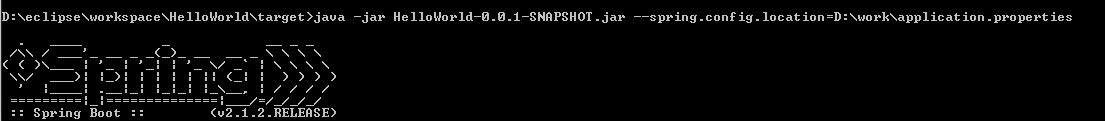 D:\eclipse\workspace\HelloWorld\target>java -jar HelloWorld-0.0.1-SNAPSHOT.jar --spring.config.location=D:\work\application.properties
Spring
:: Spring Boot :: (v2.1.2.RELEASE)